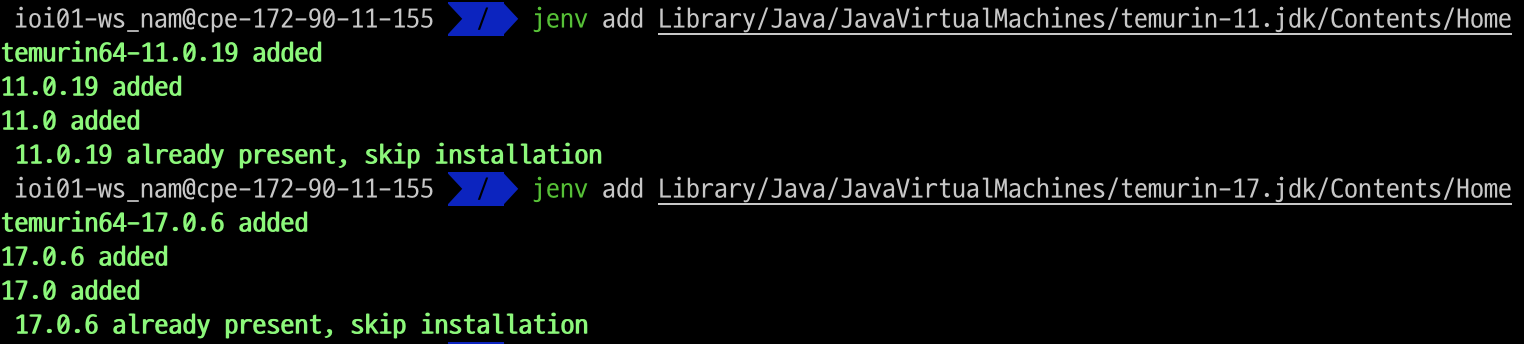 ioi01-ws_nam@cpe-172-90-11-155 / jenv add Library/Java/JavaVirtualMachines/temurin-11.jdk/Contents/Home
temurin64-11.0.19 added
11.0.19 added
11.0 added
 11.0.19 already present, skip installation
ioi01-ws_nam@cpe-172-90-11-155 / jenv add Library/Java/JavaVirtualMachines/temurin-17.jdk/Contents/Home
temurin64-17.0.6 added
17.0.6 added
17.0 added
 17.0.6 already present, skip installation